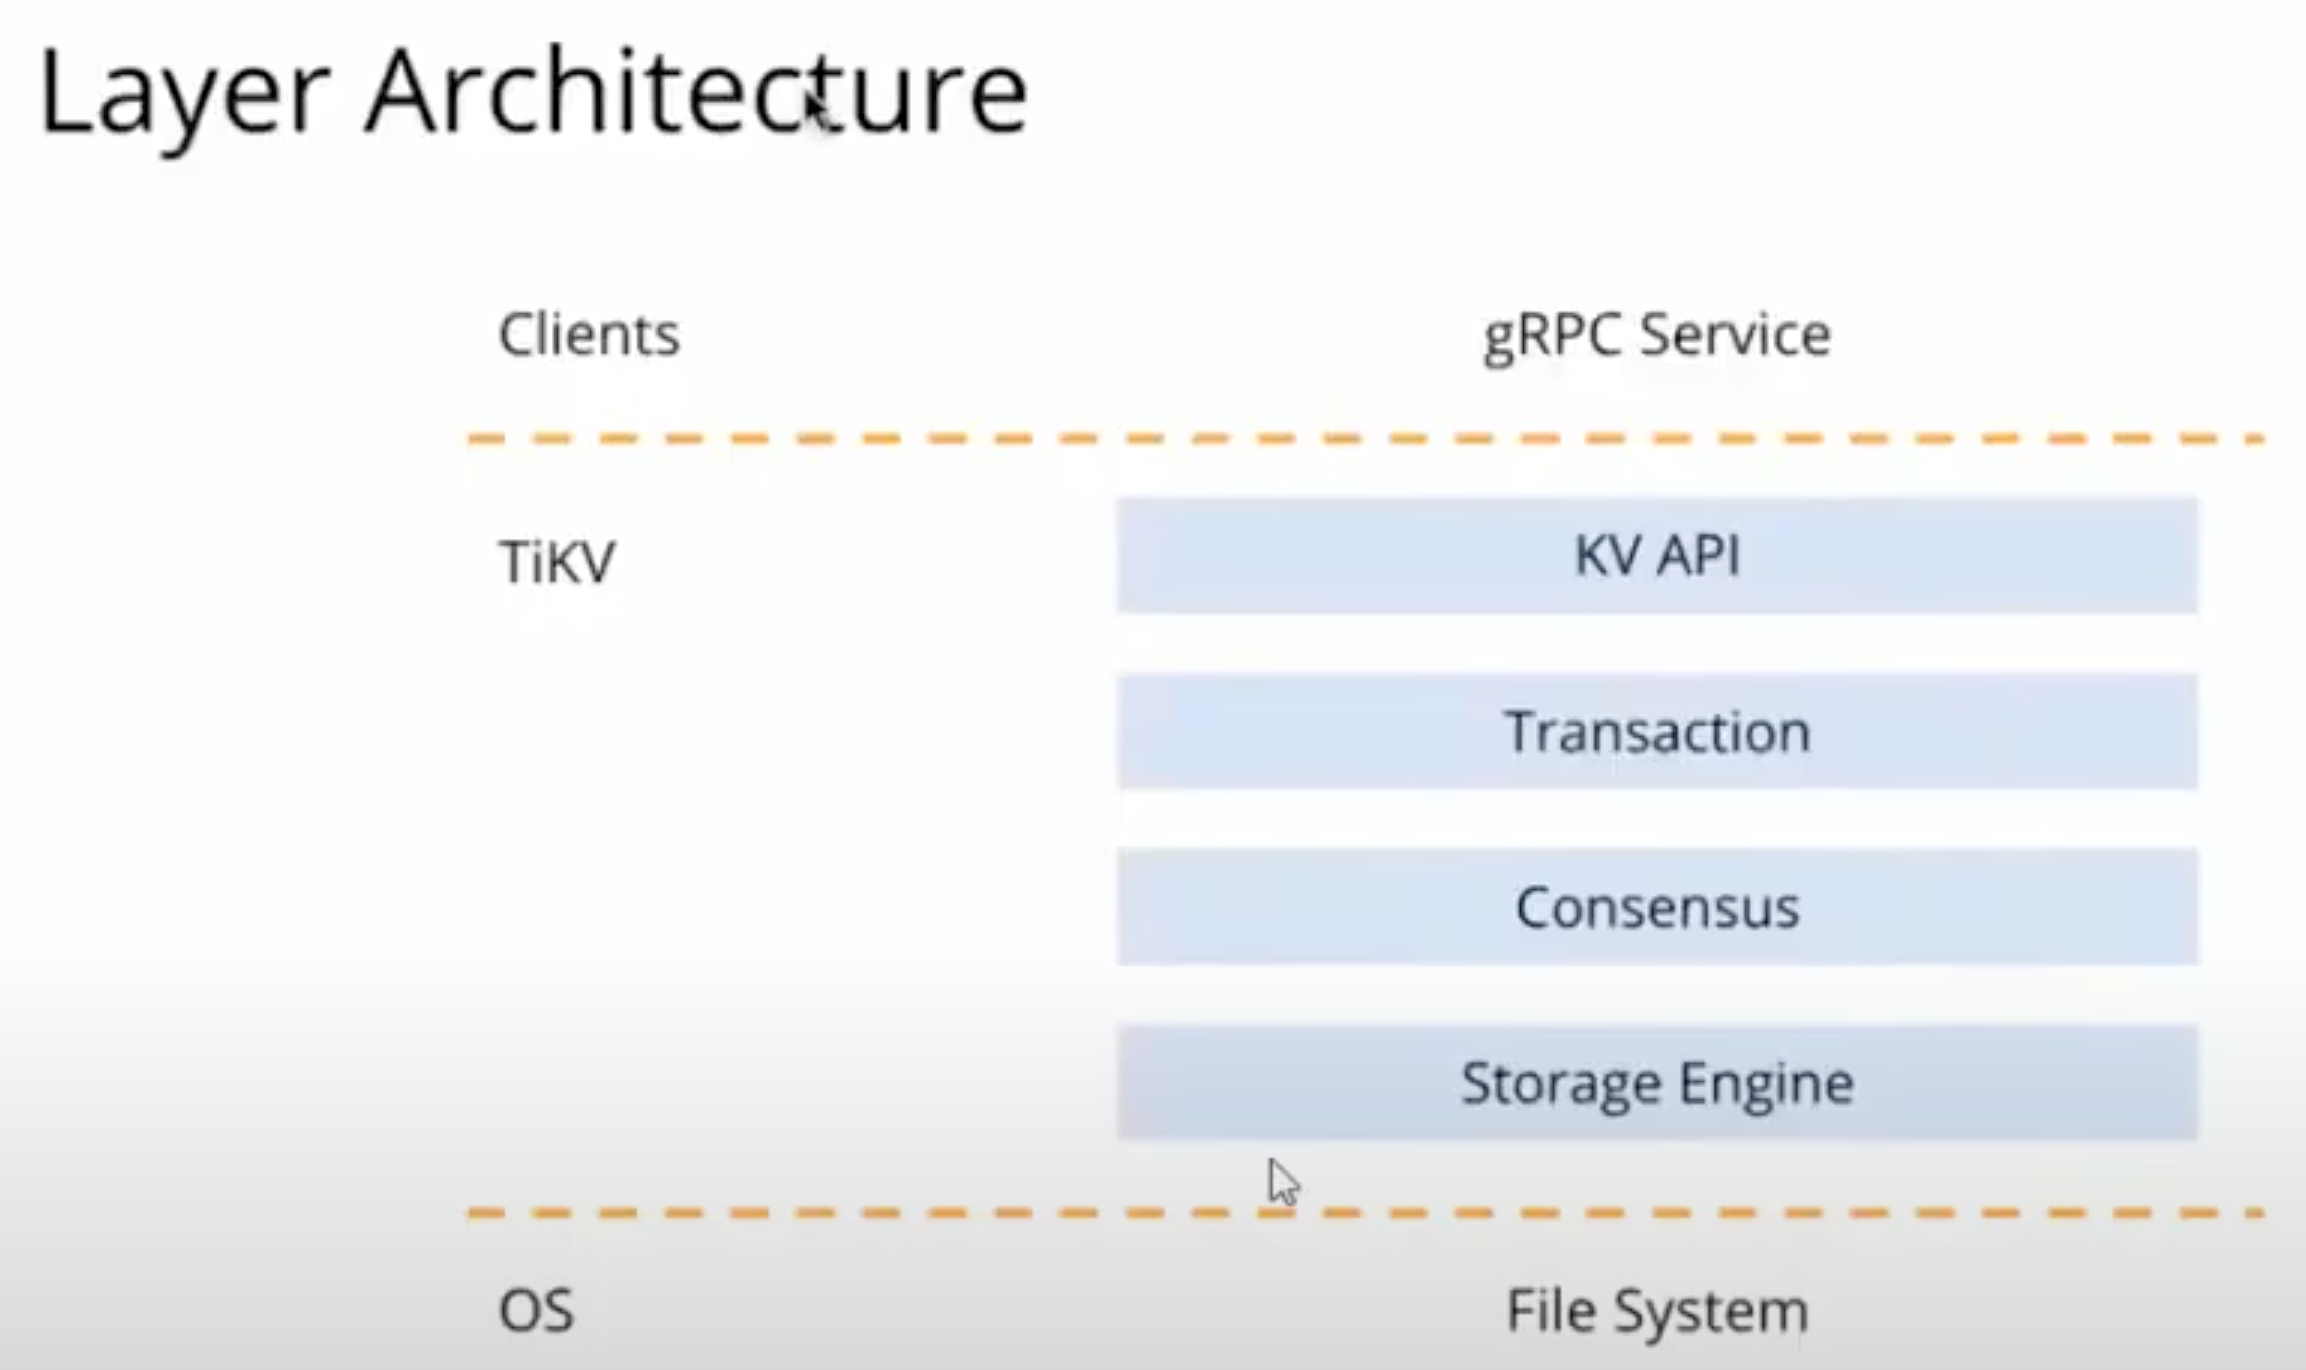 Layer Architecture
Clients
gRPC Service
TiKV
KV API
Transaction
Consensus
Storage Engine
OS
File System